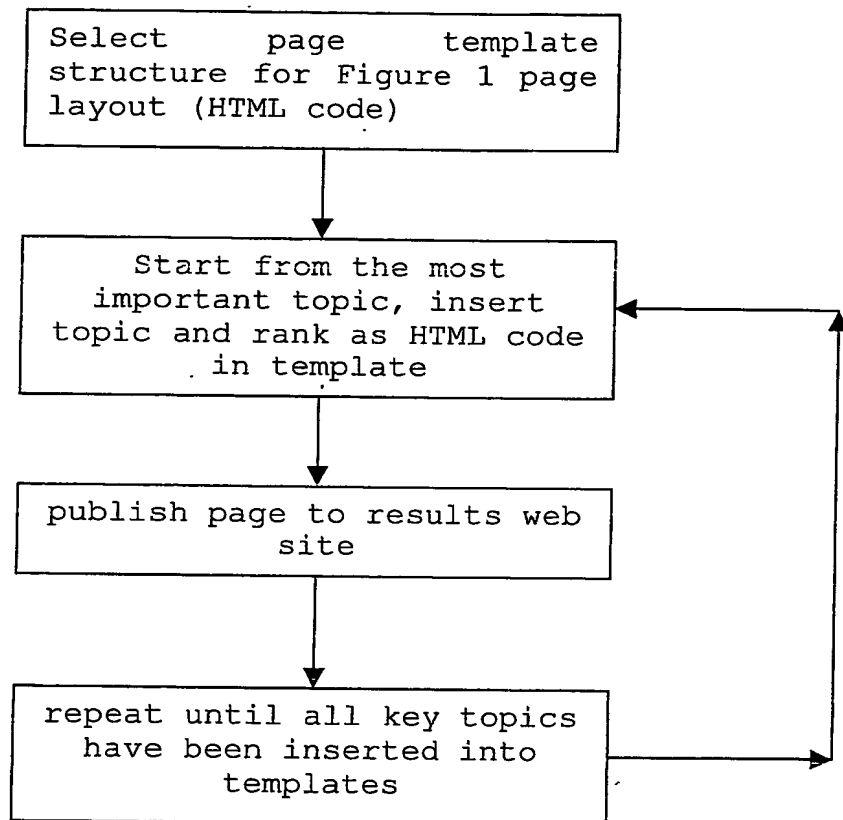 Select page template
structure for Figure 1 page
layout (HTML code)
Start from the most
important topic, insert
topic and rank as HTML code
in template
publish page to results web
site
repeat until all key topics
have been inserted into
templates